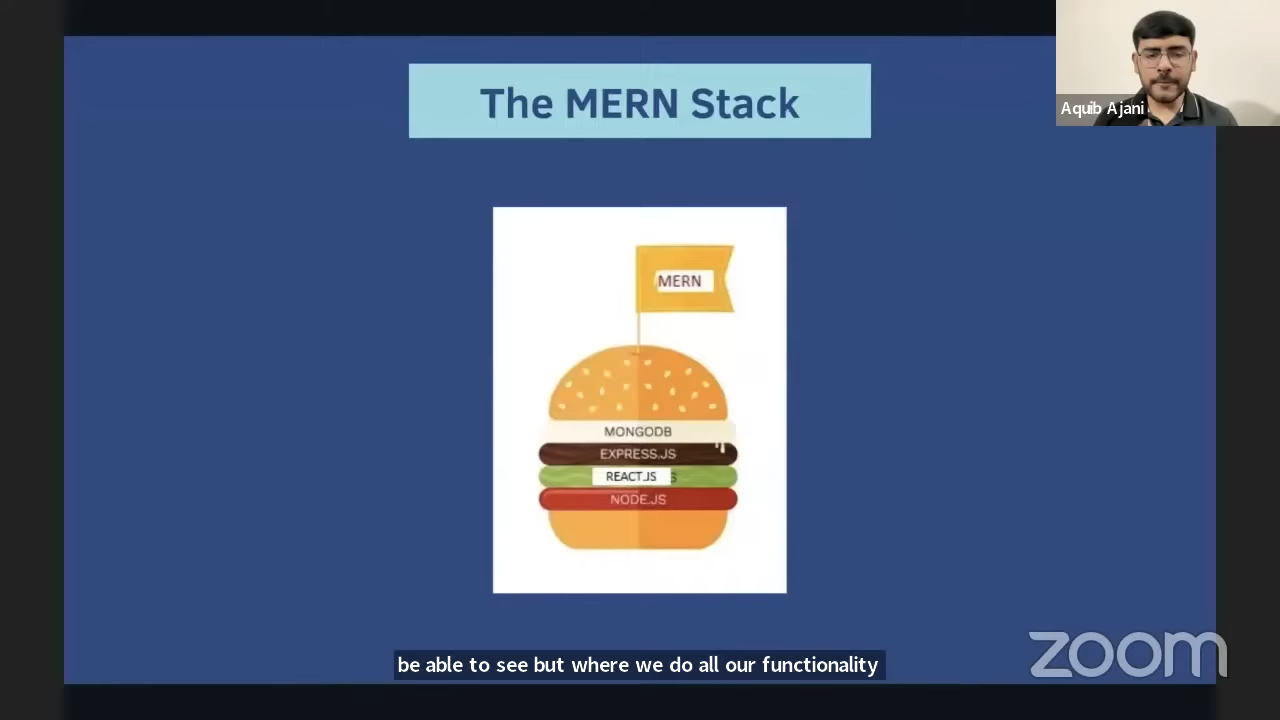 The MERN Stack
Aquib Ajani
MERN
MONGODB
EXPRESS.JS
REACT.JS S
NODE.JS
be able to see but where we do all our functionality
zoom